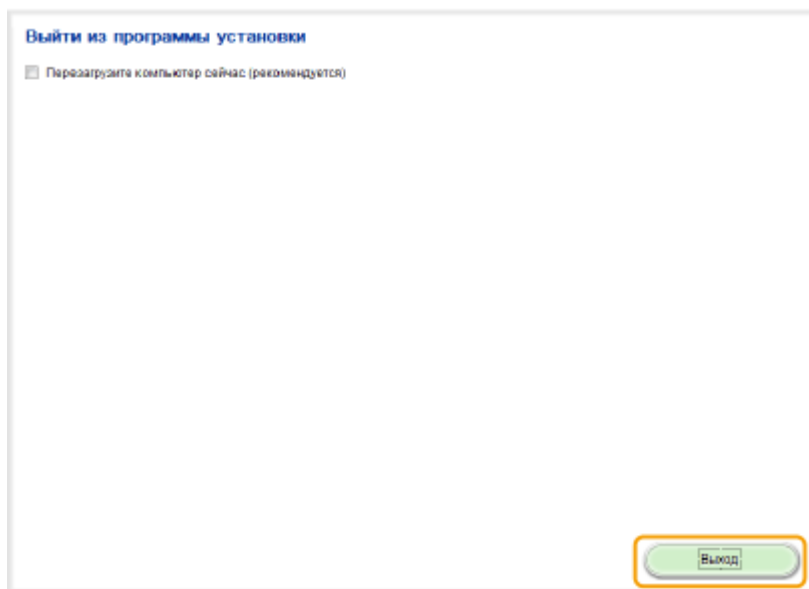 Выйти из программы установки
Перезагрузите компьютер сейчас (рекомендуется)
Выход